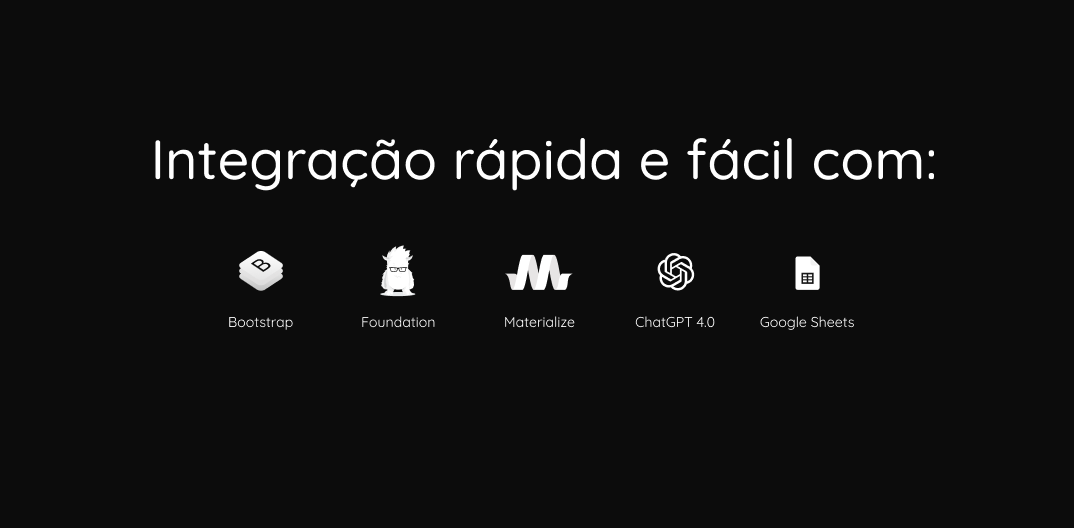 Integração rápida e fácil com:
B
Bootstrap Foundation Materialize ChatGPT 4.0 Google Sheets